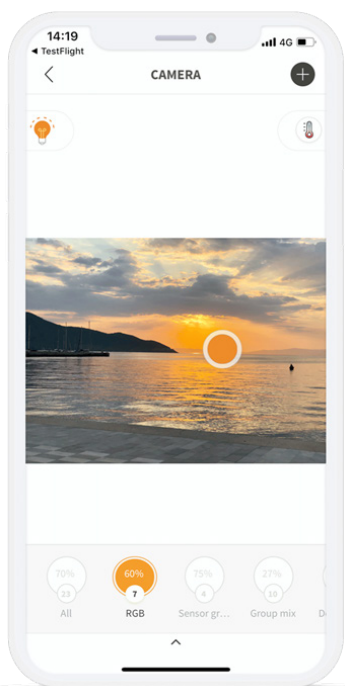 14:19
4G
TestFlight
CAMERA
70%
60%
75%
27%
23
7
4
10
All
RGB
Sensor gr...
Group mix
D